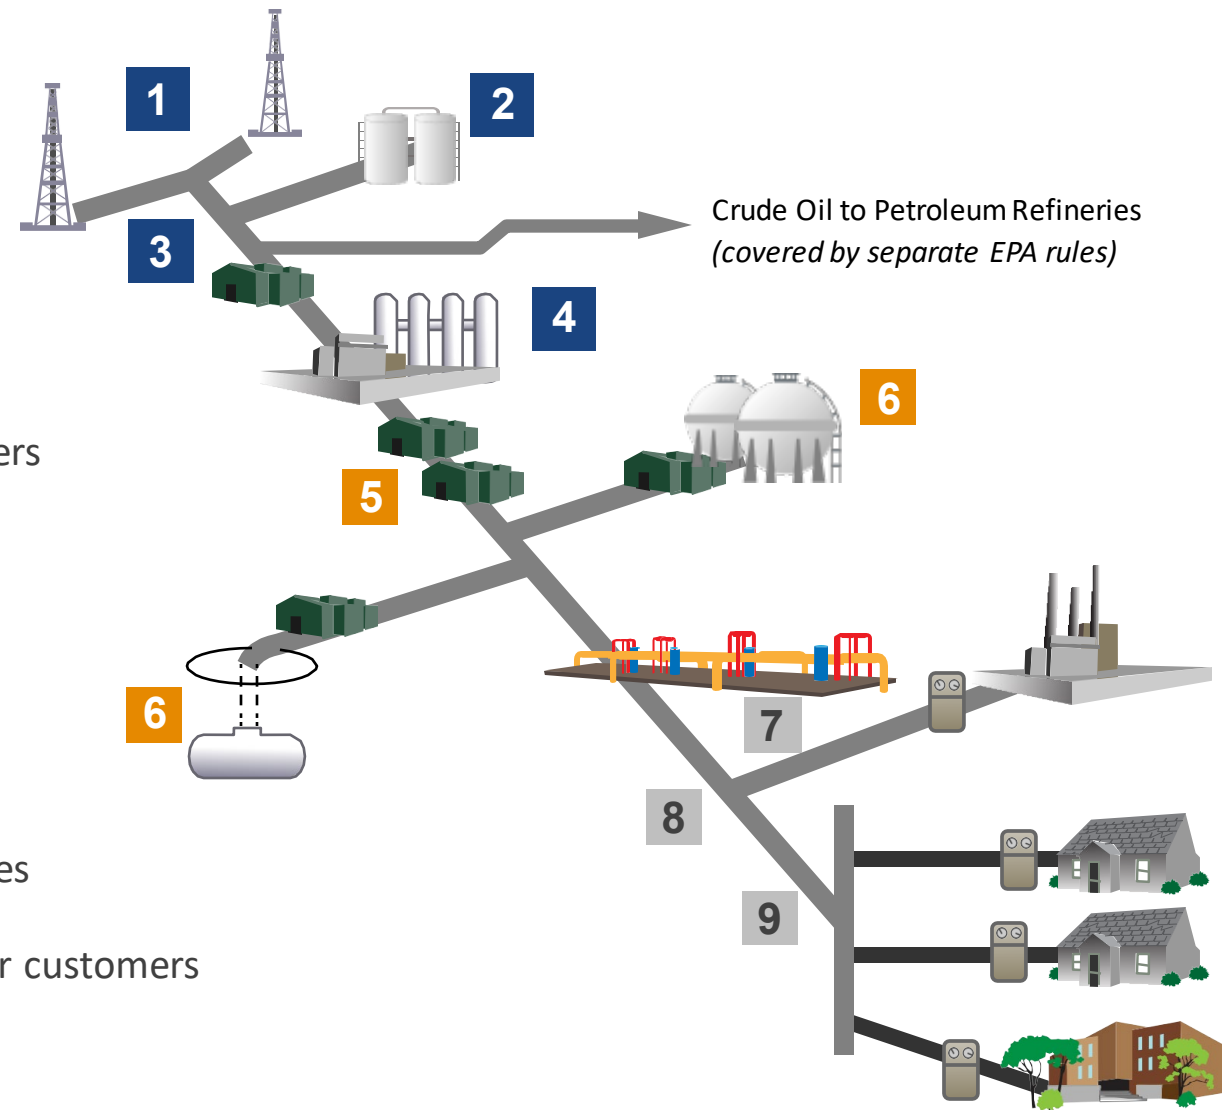 1
2
Crude Oil to Petroleum Refineries
(covered by separate EPA rules)
3
4
6
ers
5
6
7
8
es
9
r customers